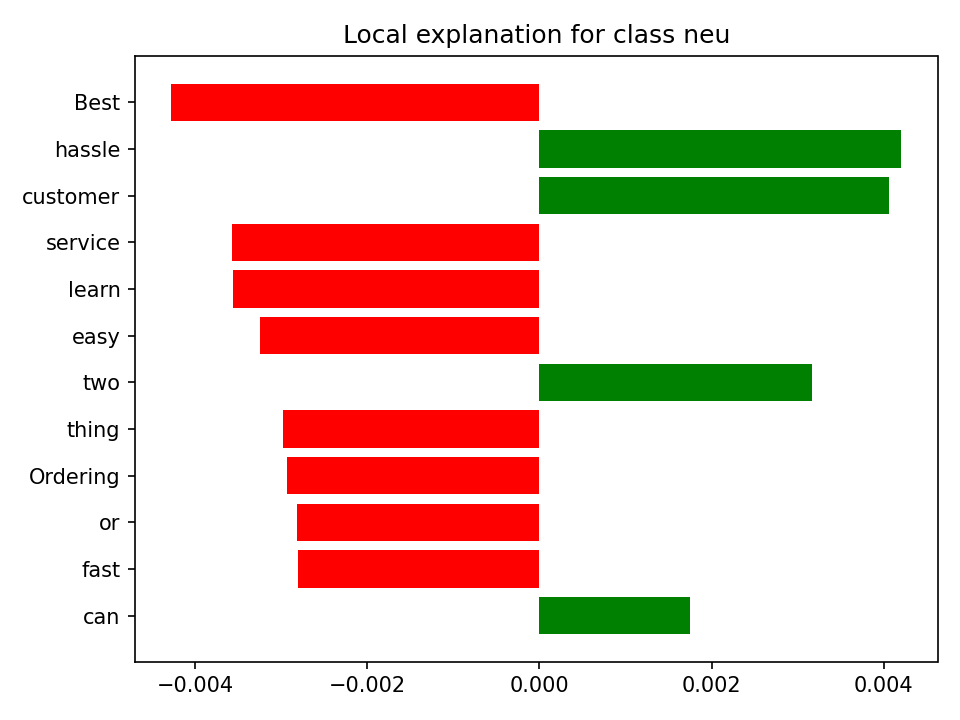 Local explanation for class neu
Best
hassle
customer
service
learn
easy
two
thing
Ordering
or
fast
can
−0.004 −0.002 0.000 0.002 0.004